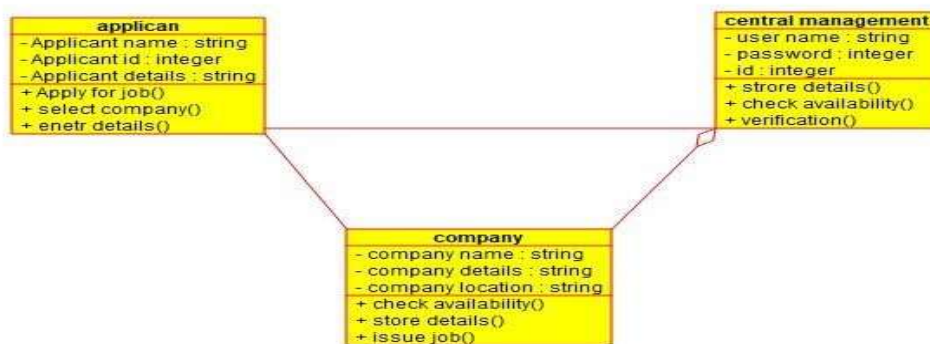 applican
- Applicant name : string
- Applicant id : integer
- Applicant details : string
+ Apply for job()
+ select company()
+ enetr details()
central management
- user name : string
- password : integer
- id : integer
+ strore details()
+ check availability()
+ verification()
company
- company name : string
- company details : string
- company location : string
+ check availability()
+ store details()
+ issue job()